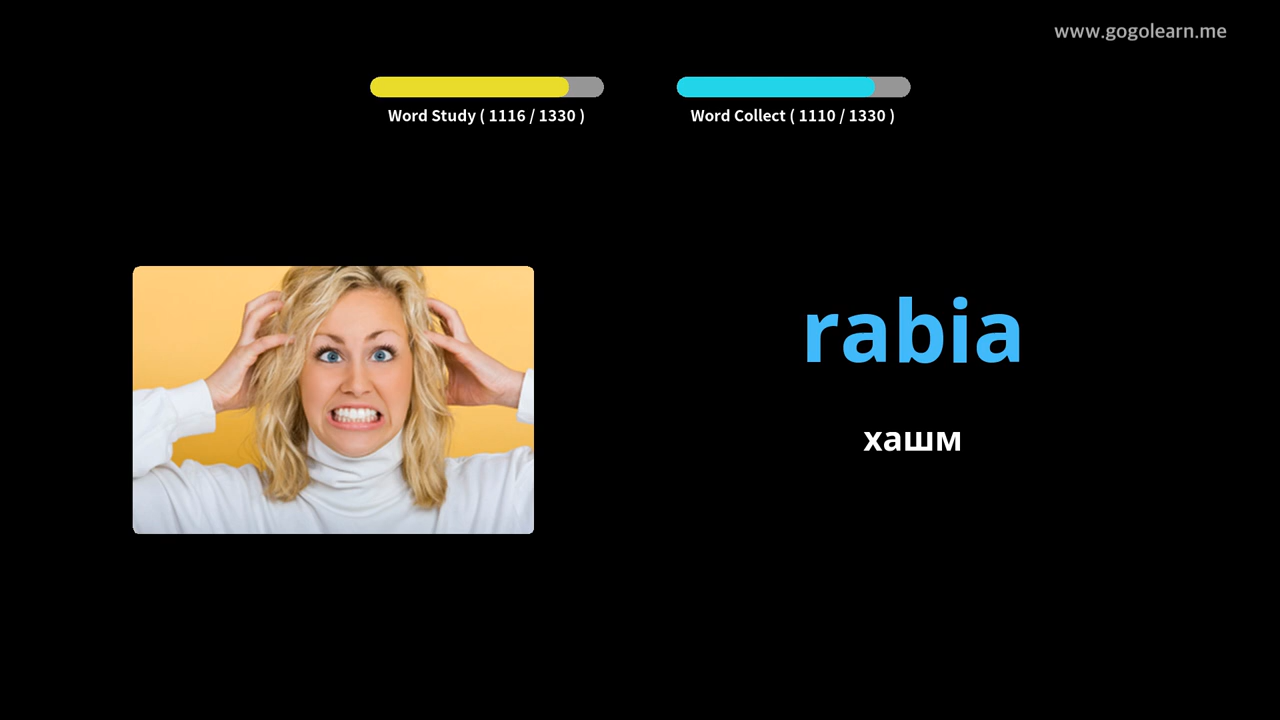 www.gogolearn.me
Word Study ( 1116 / 1330 )
Word Collect ( 1110 / 1330 )
rabia
хашм